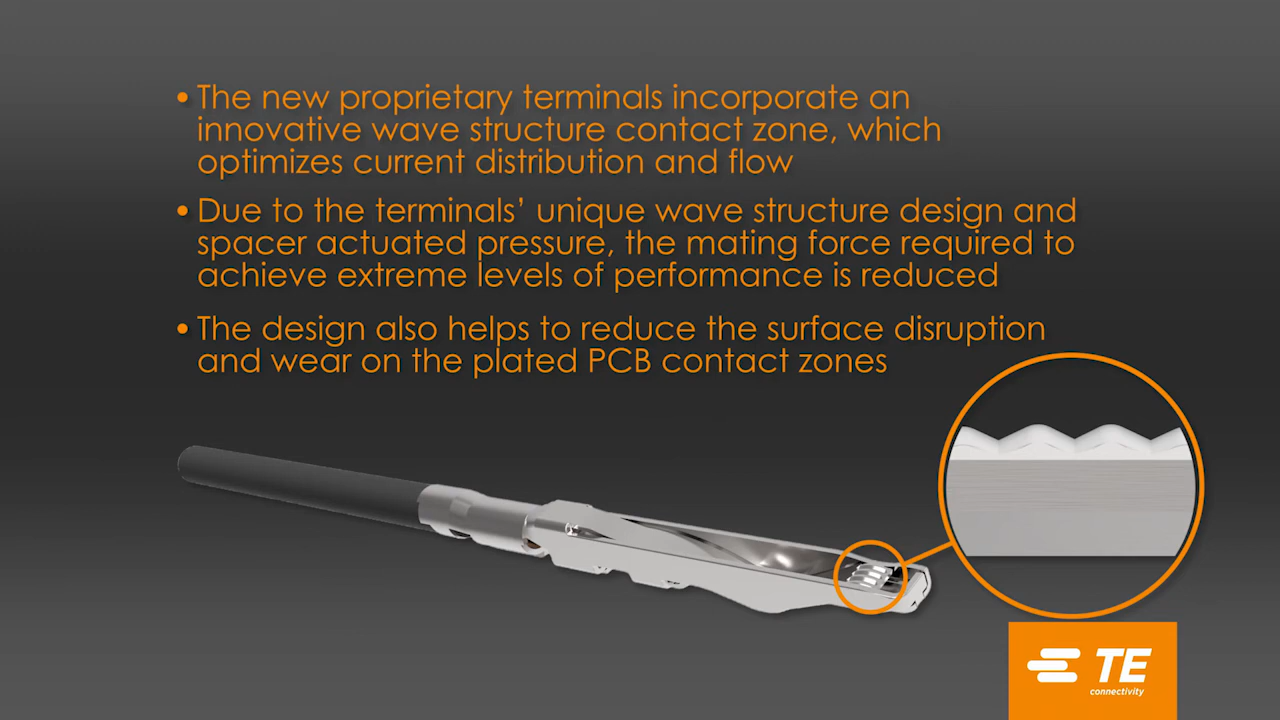 • The new proprietary terminals incorporate an
innovative wave structure contact zone, which
optimizes current distribution and flow
• Due to the terminals’ unique wave structure design and
spacer actuated pressure, the mating force required to
achieve extreme levels of performance is reduced
• The design also helps to reduce the surface disruption
and wear on the plated PCB contact zones
TE
connectivity